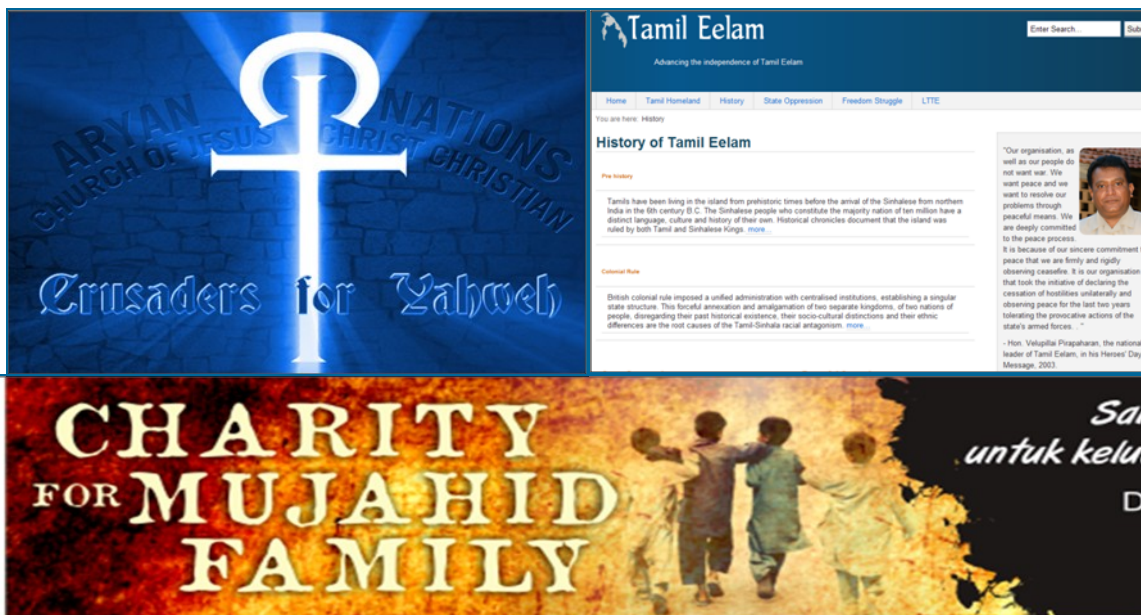 ARYAN NATIONS
CHURCH OF JESUS CHRIST CHRISTIAN
Crusaders for Yahweh
Tamil Eelam
Enter Search...
Sub
Advancing the independence of Tamil Eelam
Home Tamil Homeland History State Oppression Freedom Struggle LTTE
You are here: History
History of Tamil Eelam
Pre history
Tamils have been living in the island from prehistoric times before the arrival of the Sinhalese from northern
India in the 6th century B.C. The Sinhalese people who constitute the majority nation of ten million have a
distinct language, culture and history of their own. Historical chronicles document that the island was
ruled by both Tamil and Sinhalese Kings. more...
Colonial Rule
British colonial rule imposed a unified administration with centralised institutions, establishing a singular
state structure. This forceful annexation and amalgamation of two separate kingdoms, of two nations of
people, disregarding their past historical existence, their socio-cultural distinctions and their ethnic
differences are the root causes of the Tamil-Sinhala racial antagonism. more...
"Our organisation, as
well as our people do
not want war. We
want peace and we
want to resolve our
problems through
peaceful means. We
are deeply committed
to the peace process.
It is because of our sincere commitment
peace that we are firmly and rigidly
observing ceasefire. It is our organisation
that took the initiative of declaring the
cessation of hostilities unilaterally and
observing peace for the last two years
tolerating the provocative actions of the
state's armed forces. . "
- Hon. Velupillai Pirapaharan, the national
leader of Tamil Eelam, in his Heroes' Day
Message, 2003.
CHARITY
FOR MUJAHID
FAMILY
Sa
untuk kelu
D